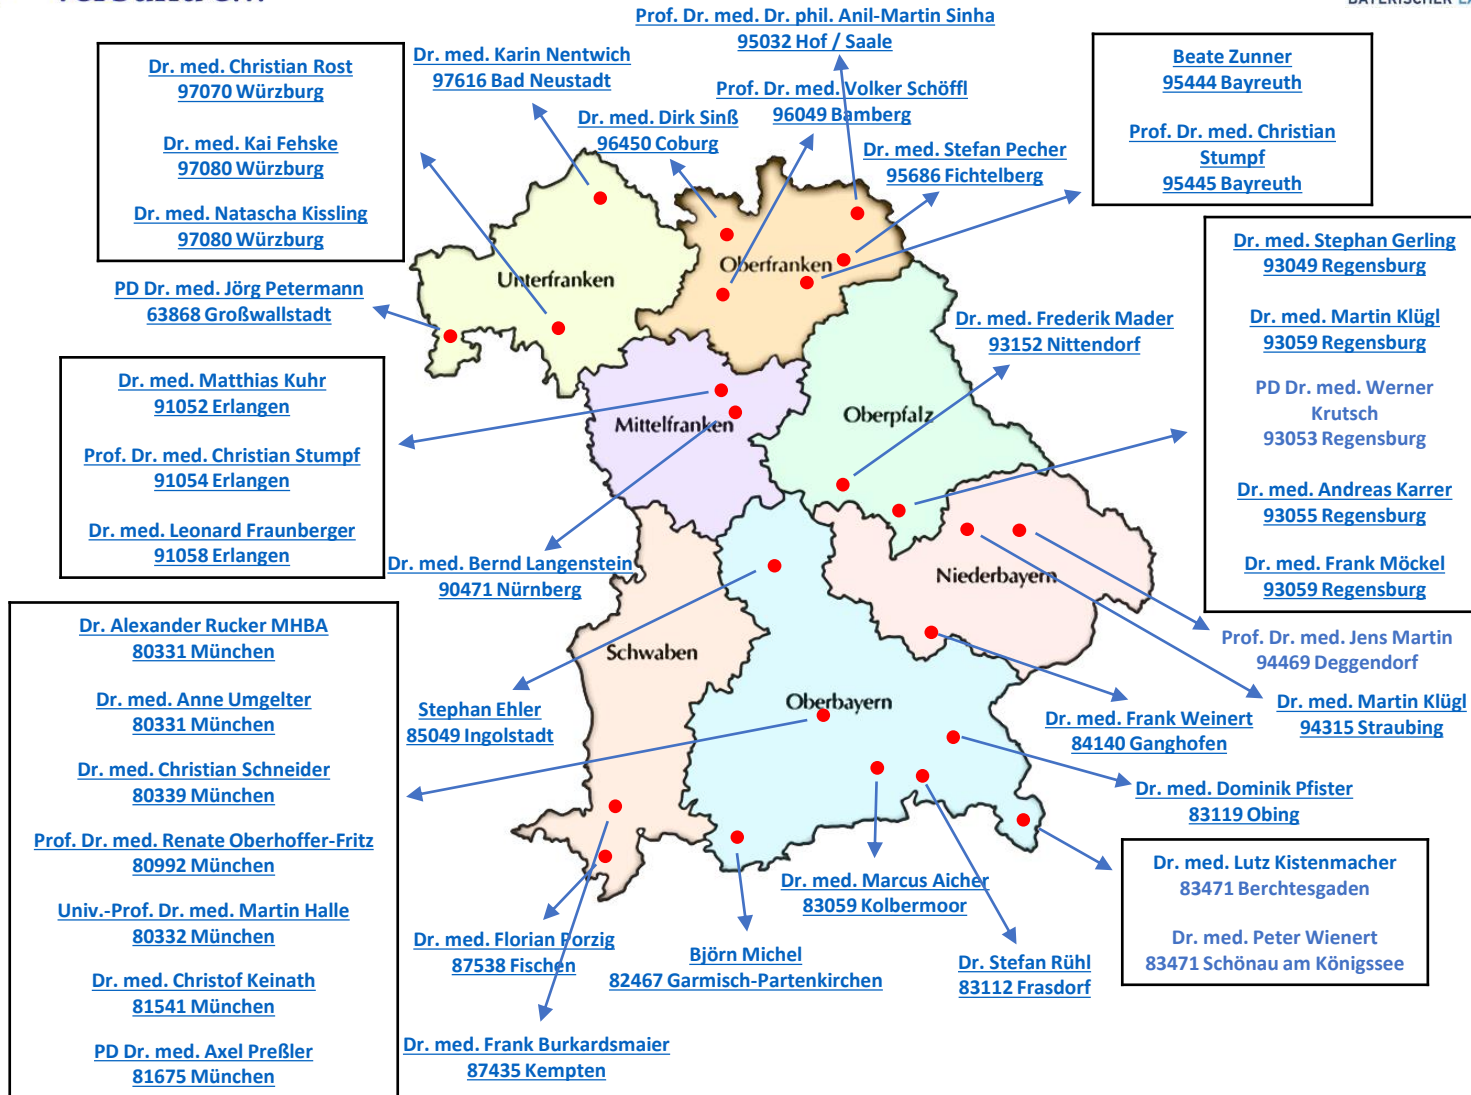 Prof. Dr. med. Dr. phil. Anil-Martin Sinha
95032 Hof / Saale
Dr. med. Christian Rost
97070 Würzburg
Dr. med. Kai Fehske
97080 Würzburg
Dr. med. Natascha Kissling
97080 Würzburg
Dr. med. Karin Nentwich
97616 Bad Neustadt
Dr. med. Dirk Sinß
96450 Coburg
Prof. Dr. med. Volker Schöffl
96049 Bamberg
Dr. med. Stefan Pecher
95686 Fichtelberg
Beate Zunner
95444 Bayreuth
Prof. Dr. med. Christian
Stumpf
95445 Bayreuth
PD Dr. med. Jörg Petermann
63868 Großwallstadt
Unterfranken
Oberfranken
Dr. med. Frederik Mader
93152 Nittendorf
Dr. med. Stephan Gerling
93049 Regensburg
Dr. med. Martin Klügl
93059 Regensburg
PD Dr. med. Werner
Krutsch
93053 Regensburg
Dr. med. Andreas Karrer
93055 Regensburg
Dr. med. Frank Möckel
93059 Regensburg
Dr. med. Matthias Kuhr
91052 Erlangen
Prof. Dr. med. Christian Stumpf
91054 Erlangen
Dr. med. Leonard Fraunberger
91058 Erlangen
Mittelfranken
Oberpfalz
Dr. med. Bernd Langenstein
90471 Nürnberg
Niederbayern
Prof. Dr. med. Jens Martin
94469 Deggendorf
Dr. med. Martin Klügl
94315 Straubing
Dr. med. Frank Weinert
84140 Ganghofen
Schwaben
Oberbayern
Stephan Ehler
85049 Ingolstadt
Dr. Alexander Rucker MHBA
80331 München
Dr. med. Anne Umgelter
80331 München
Dr. med. Christian Schneider
80339 München
Prof. Dr. med. Renate Oberhoffer-Fritz
80992 München
Univ.-Prof. Dr. med. Martin Halle
80332 München
Dr. med. Christof Keinath
81541 München
PD Dr. med. Axel Preßler
81675 München
Dr. med. Dominik Pfister
83119 Obing
Dr. med. Lutz Kistenmacher
83471 Berchtesgaden
Dr. med. Peter Wienert
83471 Schönau am Königssee
Dr. med. Marcus Aicher
83059 Kolbermoor
Dr. Stefan Rühl
83112 Frasdorf
Björn Michel
82467 Garmisch-Partenkirchen
Dr. med. Florian Porzig
87538 Fischen
Dr. med. Frank Burkardsmaier
87435 Kempten